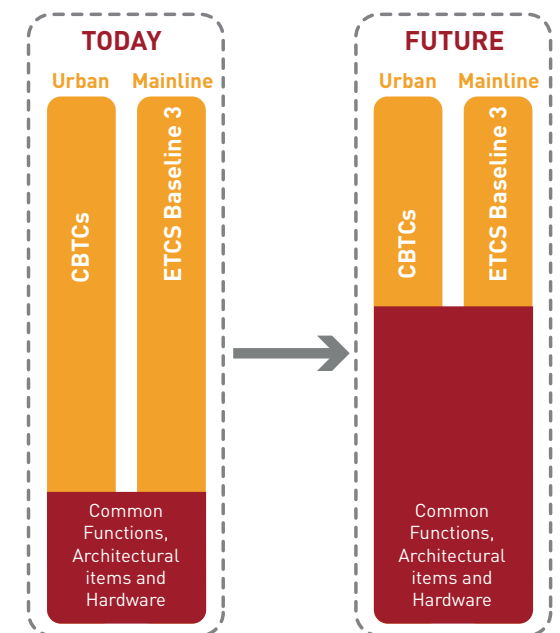 TODAY
Urban Mainline
CBTCs
ETCS Baseline 3
Common
Functions,
Architectural
items and
Hardware
FUTURE
Urban Mainline
CBTCs
ETCS Baseline 3
Common
Functions,
Architectural
items and
Hardware